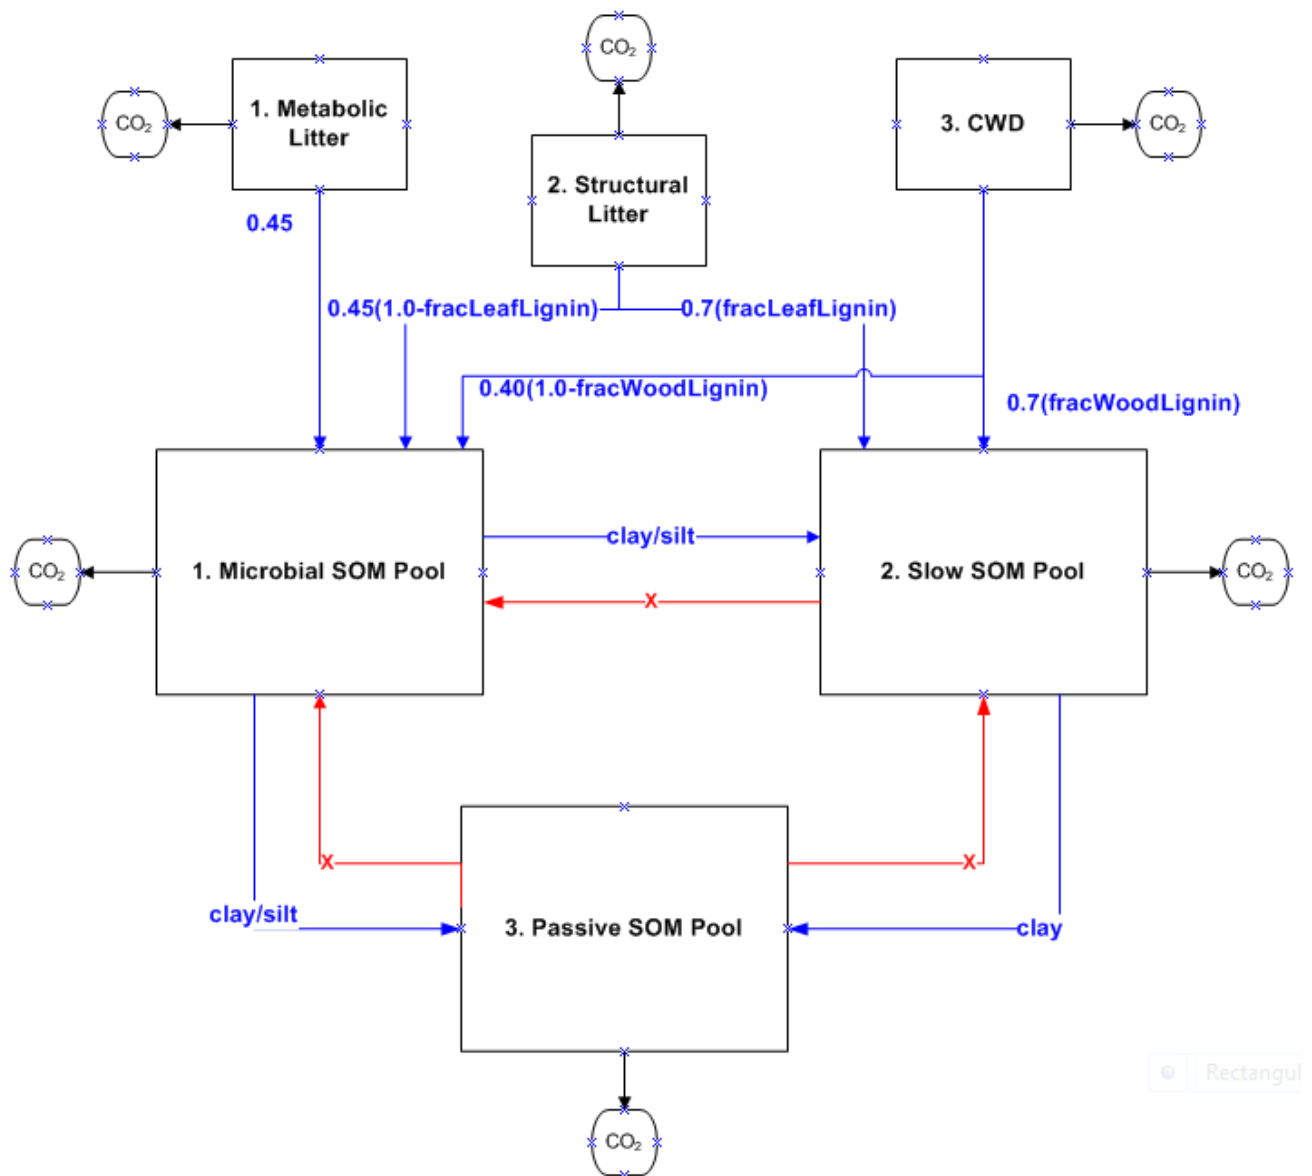 CO₂
CO₂
1. Metabolic
Litter
3. CWD
CO₂
2. Structural
Litter
0.45
0.45(1.0-fracLeafLignin)
0.7(fracLeafLignin)
0.40(1.0-fracWoodLignin)
0.7(fracWoodLignin)
clay/silt
CO₂
1. Microbial SOM Pool
2. Slow SOM Pool
CO₂
X
X
X
clay/silt
3. Passive SOM Pool
clay
Rectangul
CO₂